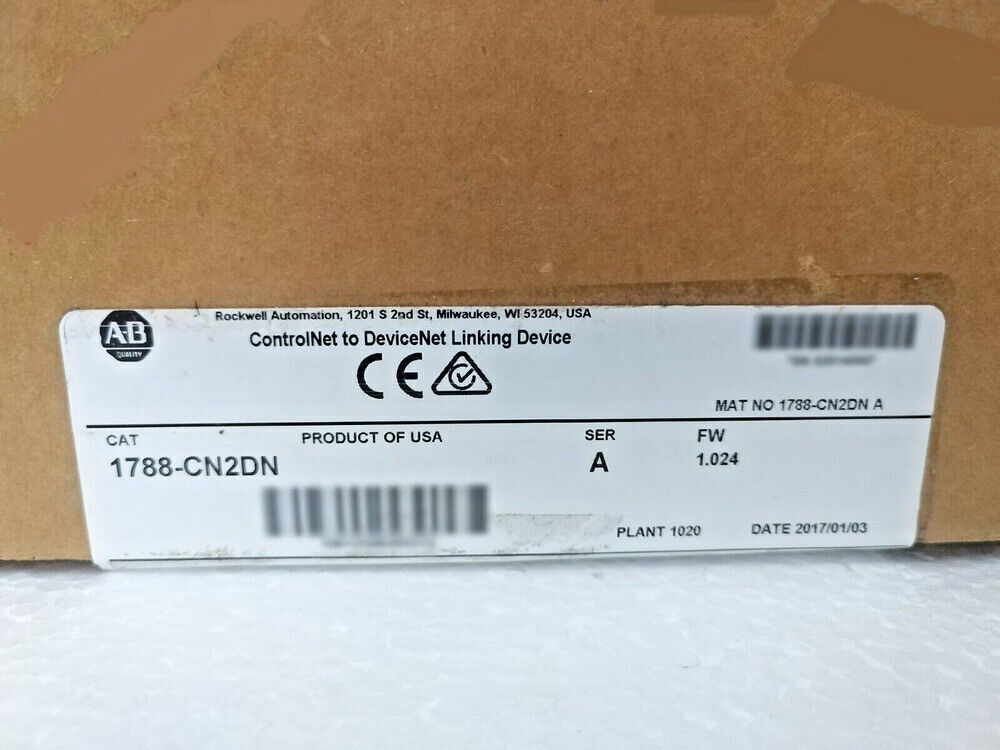 Rockwell Automation, 1201 S 2nd St, Milwaukee, WI 53204, USA
AB
QUALITY
ControlNet to DeviceNet Linking Device
CE
MAT NO 1788-CN2DN A
CAT
PRODUCT OF USA
SER
FW
1788-CN2DN
A
1.024
PLANT 1020
DATE 2017/01/03